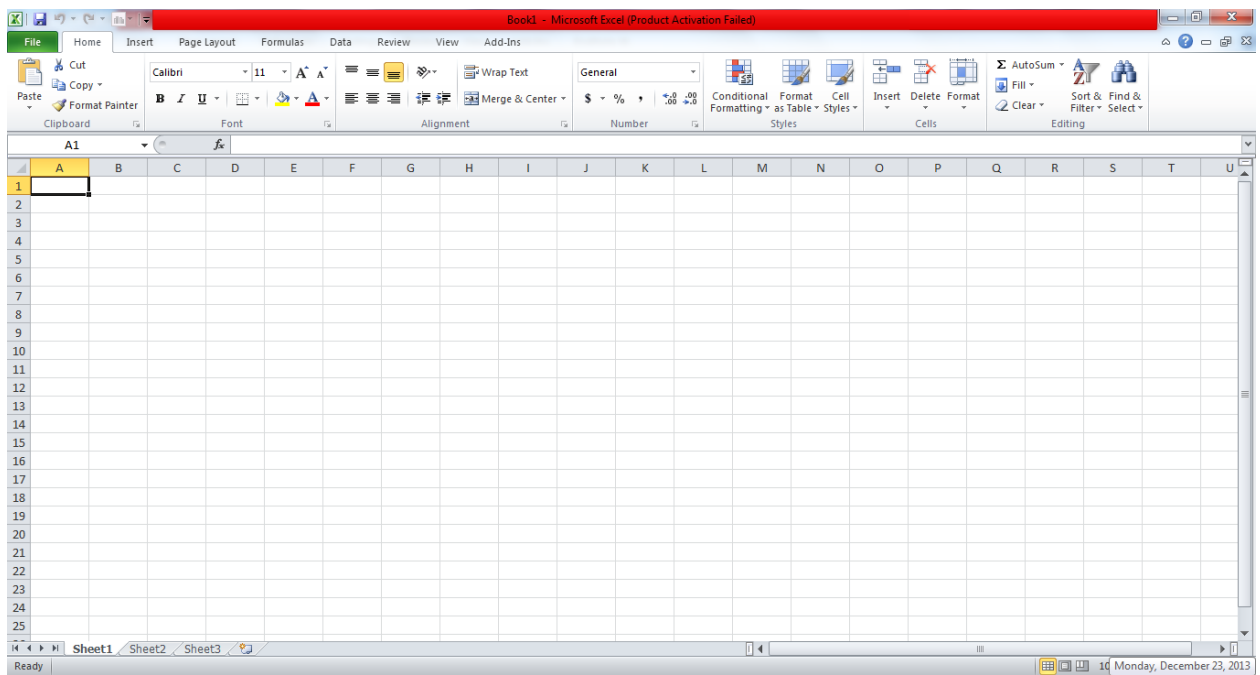 Book1 - Microsoft Excel (Product Activation Failed)
File Home Insert Page Layout Formulas Data Review View Add-Ins
Paste
Cut
Copy
Format Painter
Clipboard
Calibri 11
B I U A
Font
Wrap Text
Merge & Center
Alignment
General
$ % ,
Number
Conditional Formatting
Format as Table
Cell Styles
Styles
Insert Delete Format
Cells
Σ AutoSum
Fill
Clear
Sort & Filter
Find & Select
Editing
A1 fx
A B C D E F G H I J K L M N O P Q R S T U
1
2
3
4
5
6
7
8
9
10
11
12
13
14
15
16
17
18
19
20
21
22
23
24
25
Sheet1 Sheet2 Sheet3
Ready 10 Monday, December 23, 2013